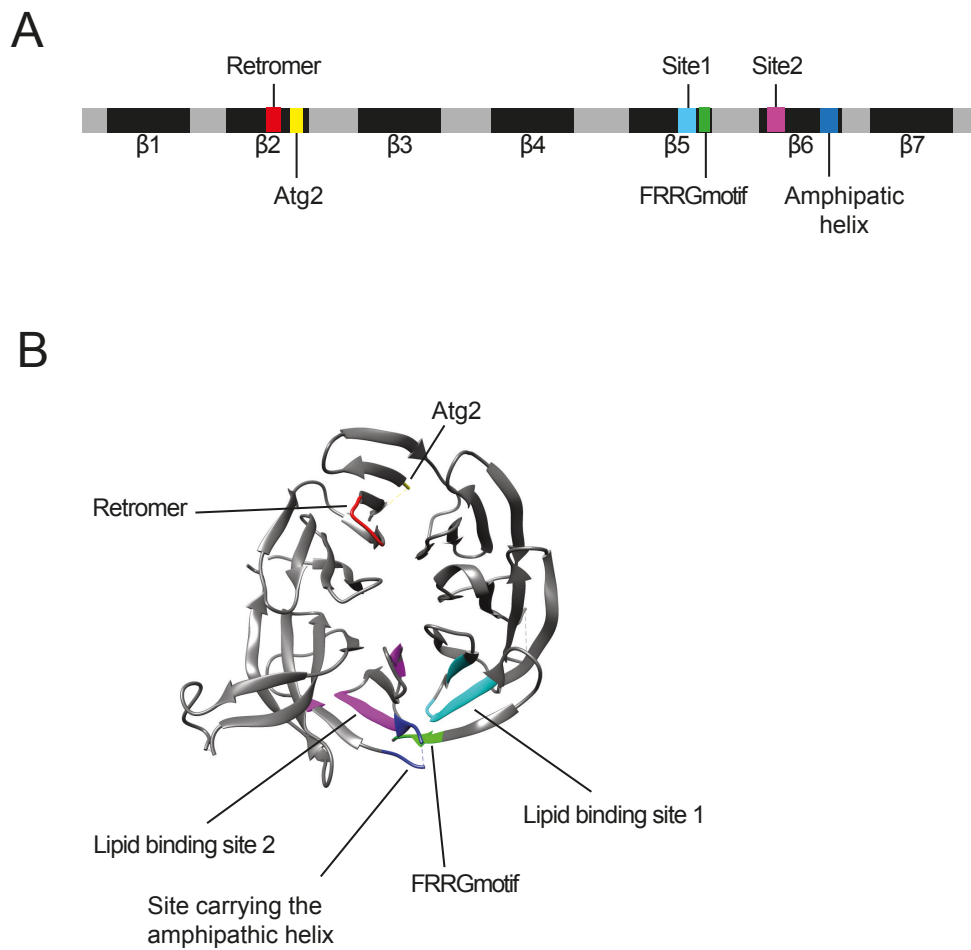 A
Retromer
Site1
Site2
β1
β2
β3
β4
β5
β6
β7
Atg2
FRRGmotif
Amphipatic
helix
B
Atg2
Retromer
Lipid binding site 1
Lipid binding site 2
FRRGmotif
Site carrying the
amphipathic helix